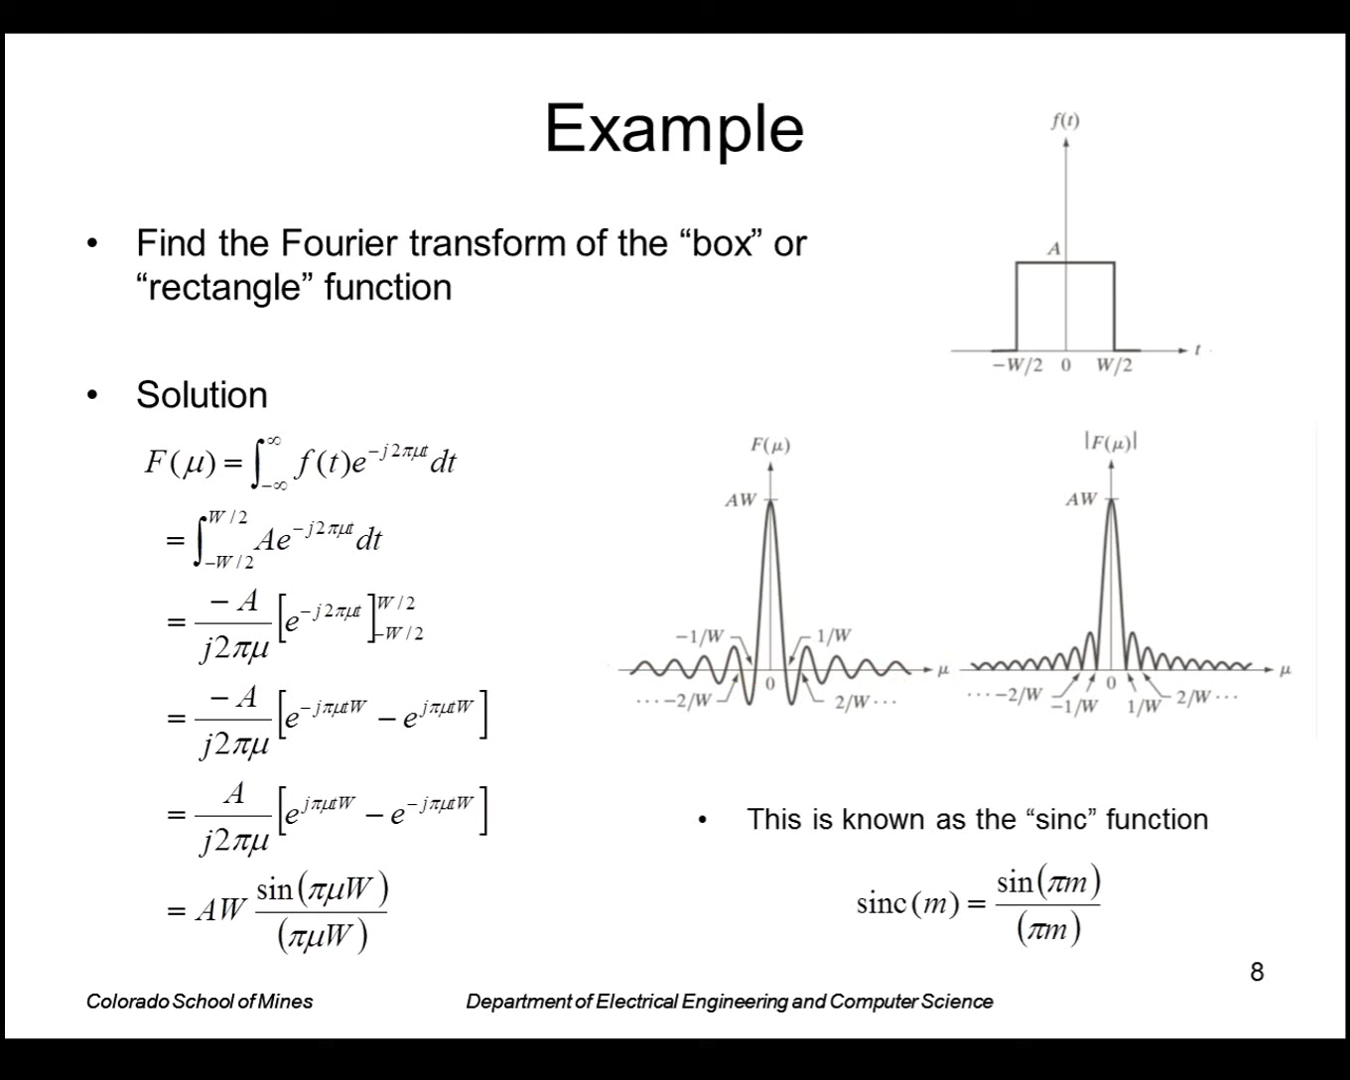 Example
• Find the Fourier transform of the “box” or
“rectangle” function
f(t)
A
−W/2 0 W/2 t
• Solution
F(μ) = ∫_{−∞}^{∞} f(t)e^{−j2πμt} dt
= ∫_{−W/2}^{W/2} Ae^{−j2πμt} dt
= −A / j2πμ [e^{−j2πμt}]_{−W/2}^{W/2}
= −A / j2πμ [e^{−jπμW} − e^{jπμW}]
= A / j2πμ [e^{jπμW} − e^{−jπμW}]
= AW sin(πμW) / (πμW)
F(μ)
AW
−1/W 1/W
0 μ
···−2/W 2/W···
|F(μ)|
AW
0 μ
···−2/W −1/W 1/W 2/W···
• This is known as the “sinc” function
sinc(m) = sin(πm) / (πm)
8
Colorado School of Mines Department of Electrical Engineering and Computer Science